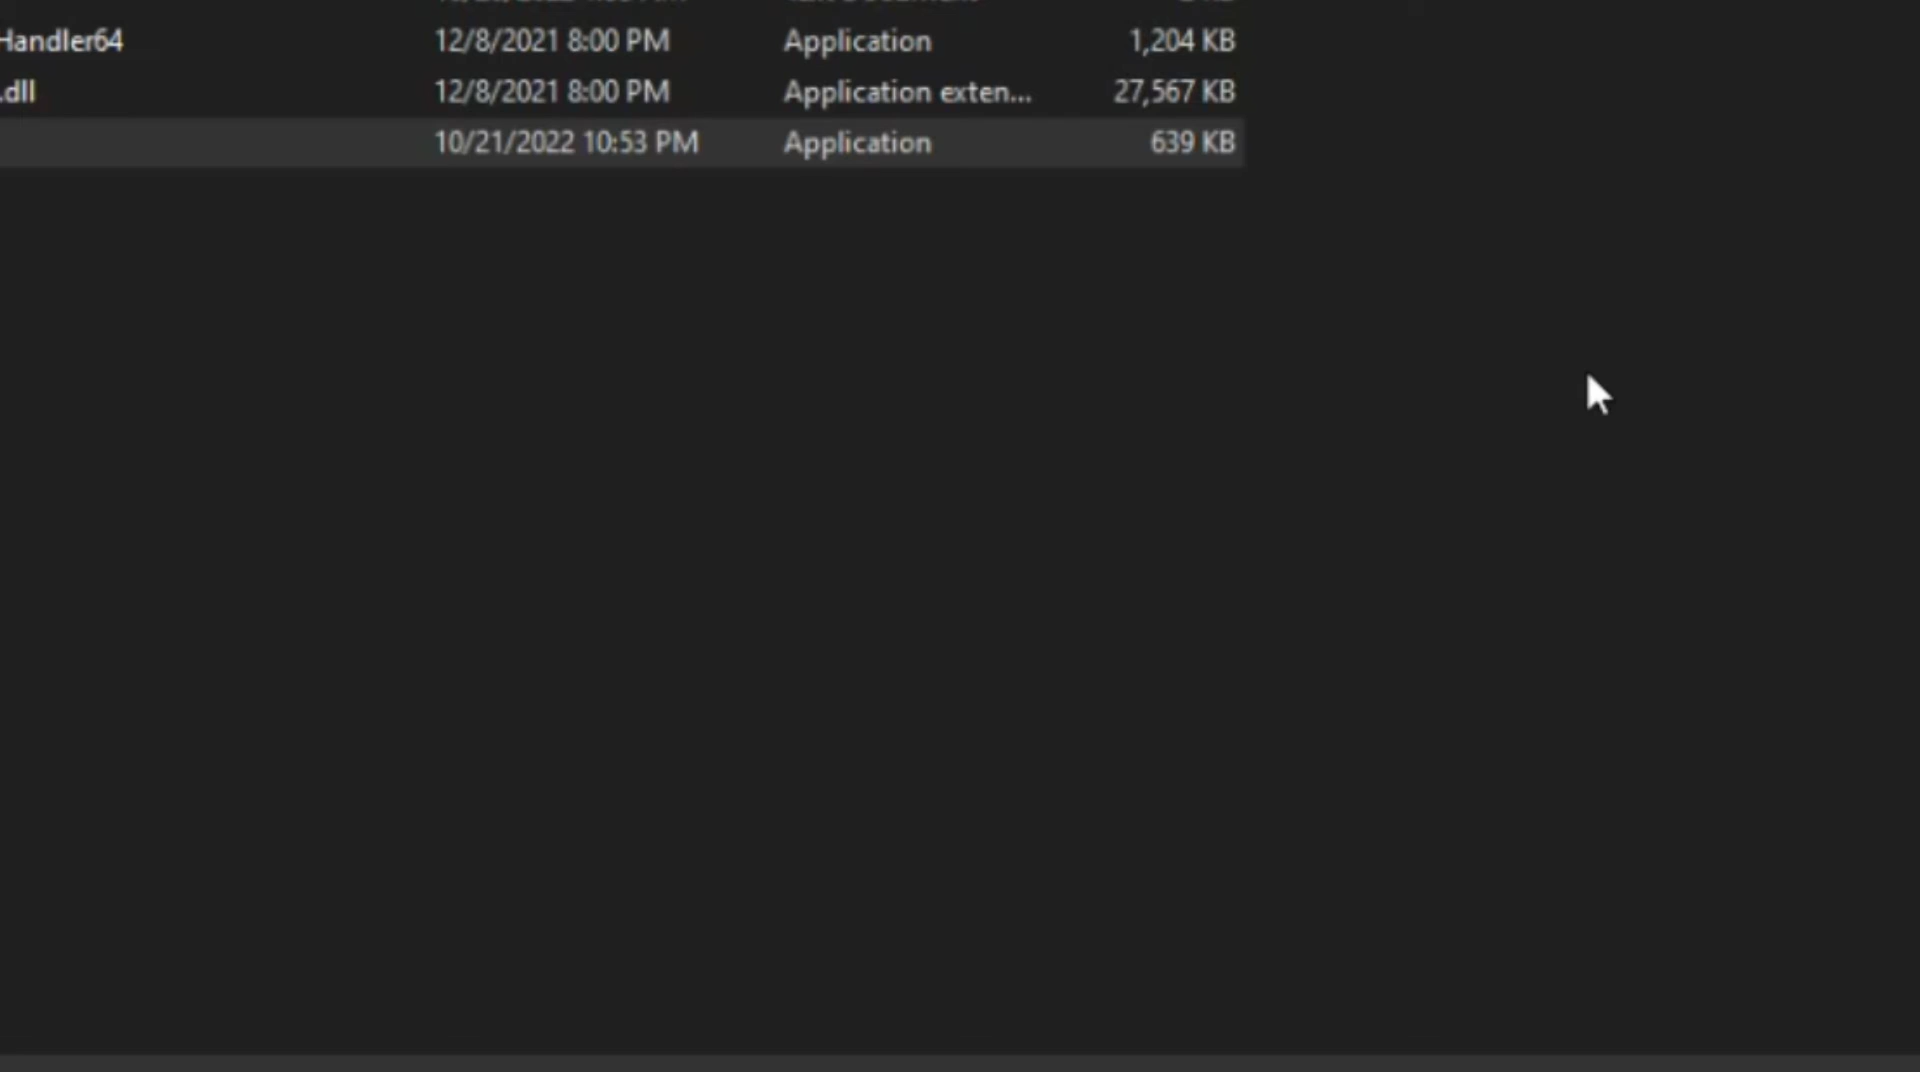 Handler64 12/8/2021 8:00 PM Application 1,204 KB
.dll 12/8/2021 8:00 PM Application exten... 27,567 KB
10/21/2022 10:53 PM Application 639 KB